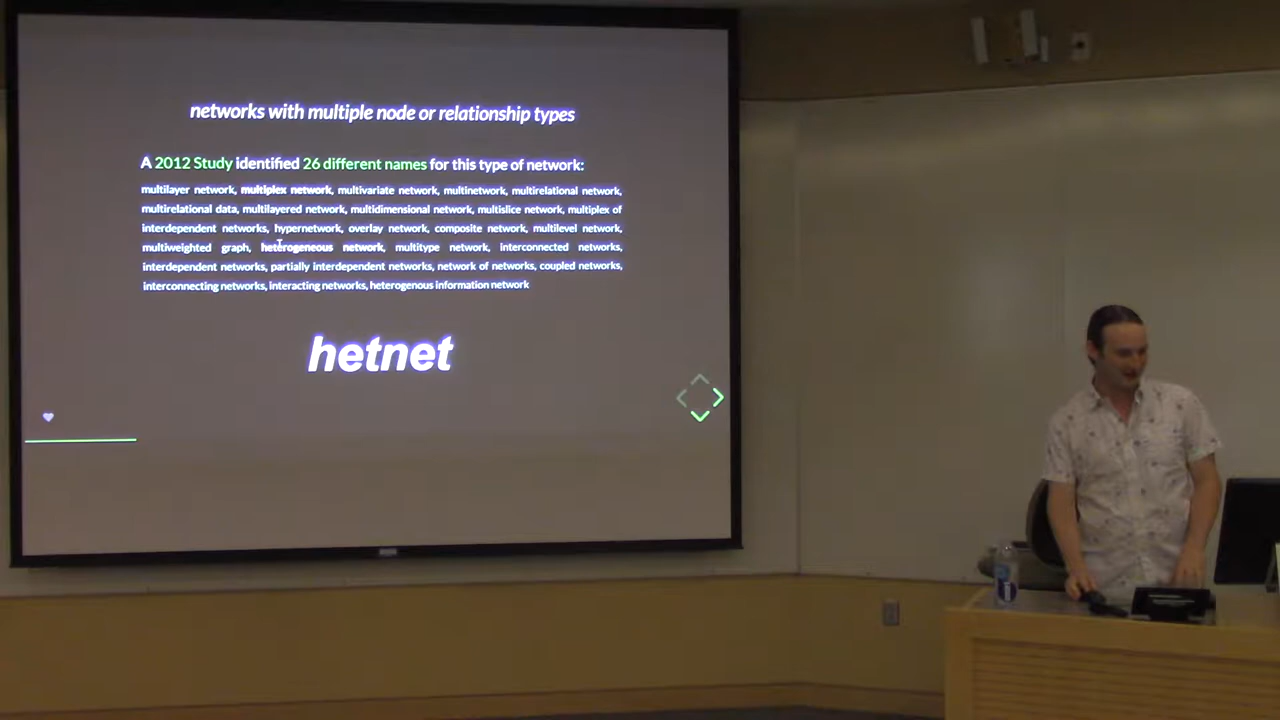 networks with multiple node or relationship types
A 2012 Study identified 26 different names for this type of network:
multilayer network, multiplex network, multivariate network, multinetwork, multirelational network,
multirelational data, multilayered network, multidimensional network, multislice network, multiplex of
interdependent networks, hypernetwork, overlay network, composite network, multilevel network,
multiweighted graph, heterogeneous network, multitype network, interconnected networks,
interdependent networks, partially interdependent networks, network of networks, coupled networks,
interconnecting networks, interacting networks, heterogenous information network
hetnet